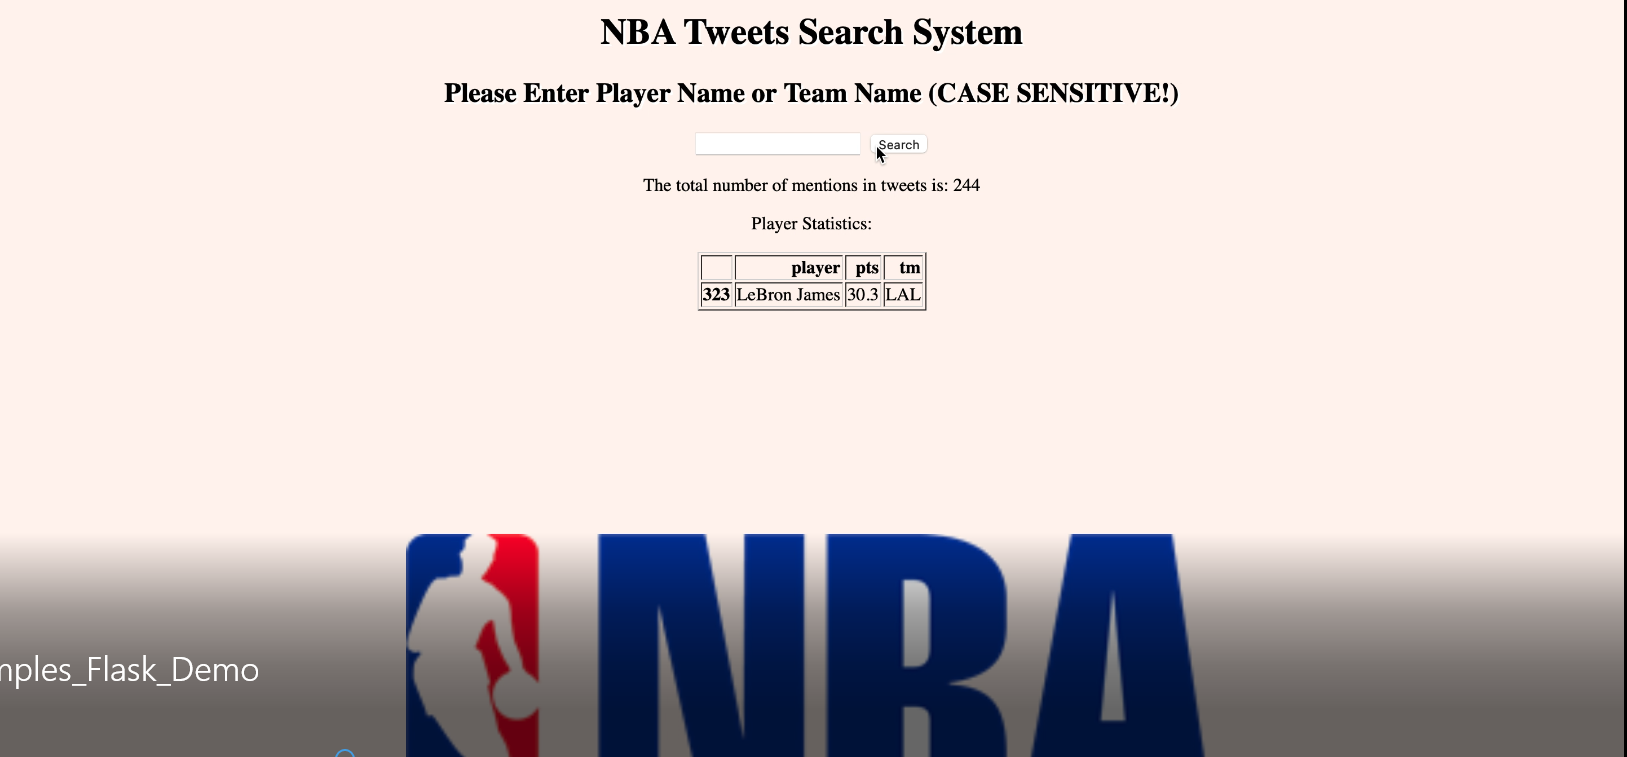 NBA Tweets Search System
Please Enter Player Name or Team Name (CASE SENSITIVE!)
Search
The total number of mentions in tweets is: 244
Player Statistics:
player pts tm
323 LeBron James 30.3 LAL
NBA
mples_Flask_Demo